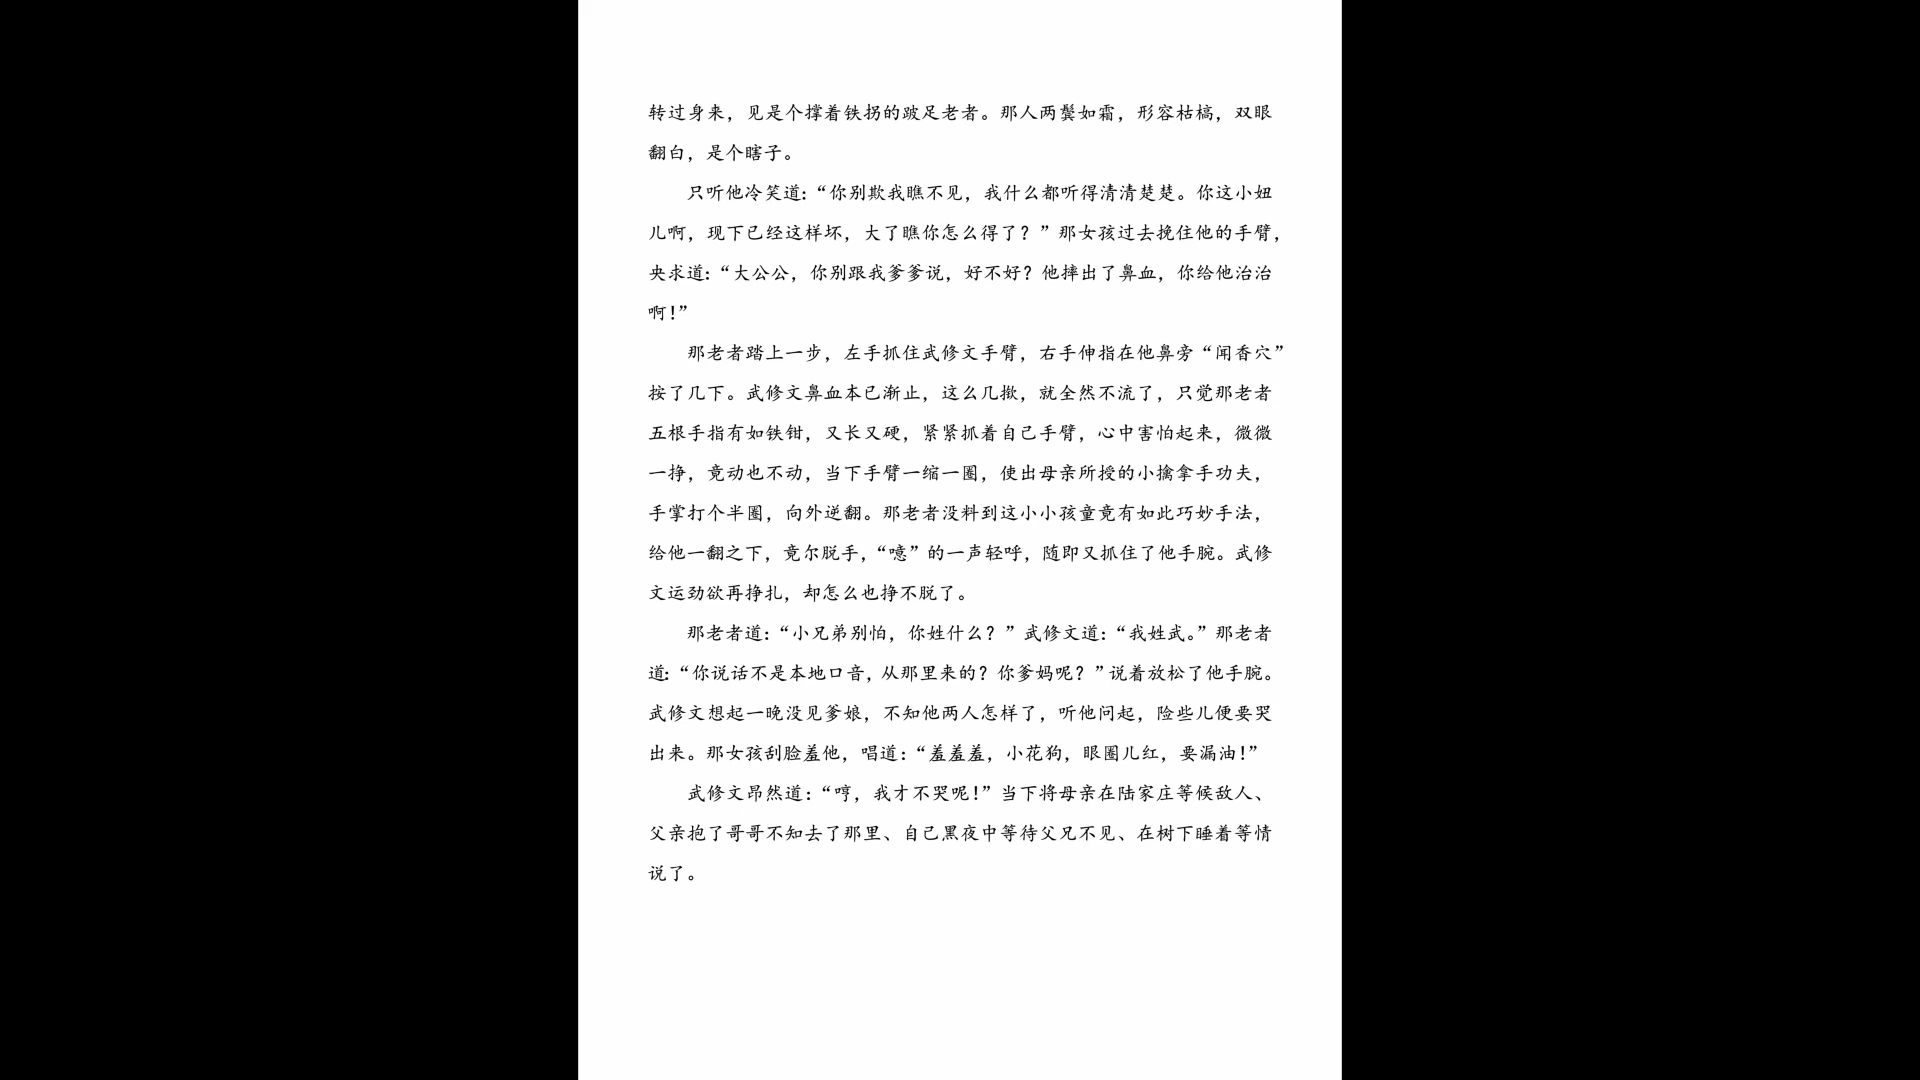 转过身来，见是个撑着铁拐的跛足老者。那人两鬓如霜，形容枯槁，双眼
翻白，是个瞎子。
只听他冷笑道：“你别欺我瞧不见，我什么都听得清清楚楚。你这小妞
儿啊，现下已经这样坏，大了瞧你怎么得了？”那女孩过去挽住他的手臂，
央求道：“大公公，你别跟我爹爹说，好不好？他摔出了鼻血，你给他治治
啊！”
那老者踏上一步，左手抓住武修文手臂，右手伸指在他鼻旁“闻香穴”
按了几下。武修文鼻血本已渐止，这么几揿，就全然不流了，只觉那老者
五根手指有如铁钳，又长又硬，紧紧抓着自己手臂，心中害怕起来，微微
一挣，竟动也不动，当下手臂一缩一圈，使出母亲所授的小擒拿手功夫，
手掌打个半圈，向外逆翻。那老者没料到这小小孩童竟有如此巧妙手法，
给他一翻之下，竟尔脱手，“噫”的一声轻呼，随即又抓住了他手腕。武修
文运劲欲再挣扎，却怎么也挣不脱了。
那老者道：“小兄弟别怕，你姓什么？”武修文道：“我姓武。”那老者
道：“你说话不是本地口音，从那里来的？你爹妈呢？”说着放松了他手腕。
武修文想起一晚没见爹娘，不知他两人怎样了，听他问起，险些儿便要哭
出来。那女孩刮脸羞他，唱道：“羞羞羞，小花狗，眼圈儿红，要漏油！”
武修文昂然道：“哼，我才不哭呢！”当下将母亲在陆家庄等候敌人、
父亲抱了哥哥不知去了那里、自己黑夜中等待父兄不见、在树下睡着等情
说了。